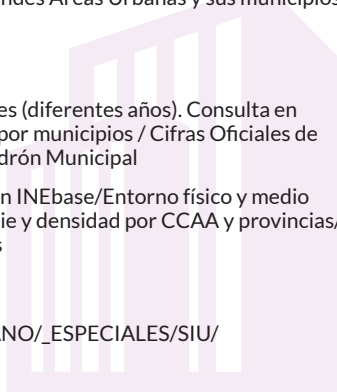 ndes Áreas Urbanas y sus municipios
es (diferentes años). Consulta en
por municipios / Cifras Oficiales de
drón Municipal
n INEbase/Entorno físico y medio
ie y densidad por CCAA y provincias/
s
ANO/_ESPECIALES/SIU/